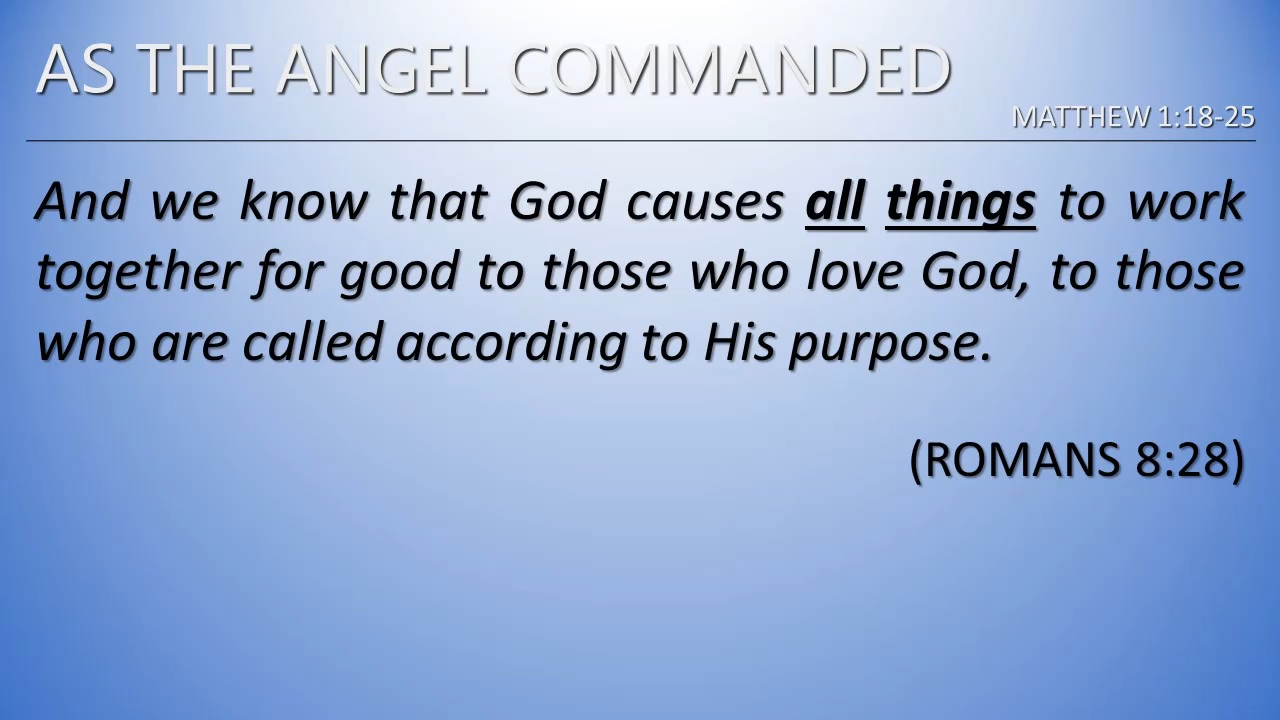 AS THE ANGEL COMMANDED
MATTHEW 1:18-25
And we know that God causes all things to work
together for good to those who love God, to those
who are called according to His purpose.
(ROMANS 8:28)